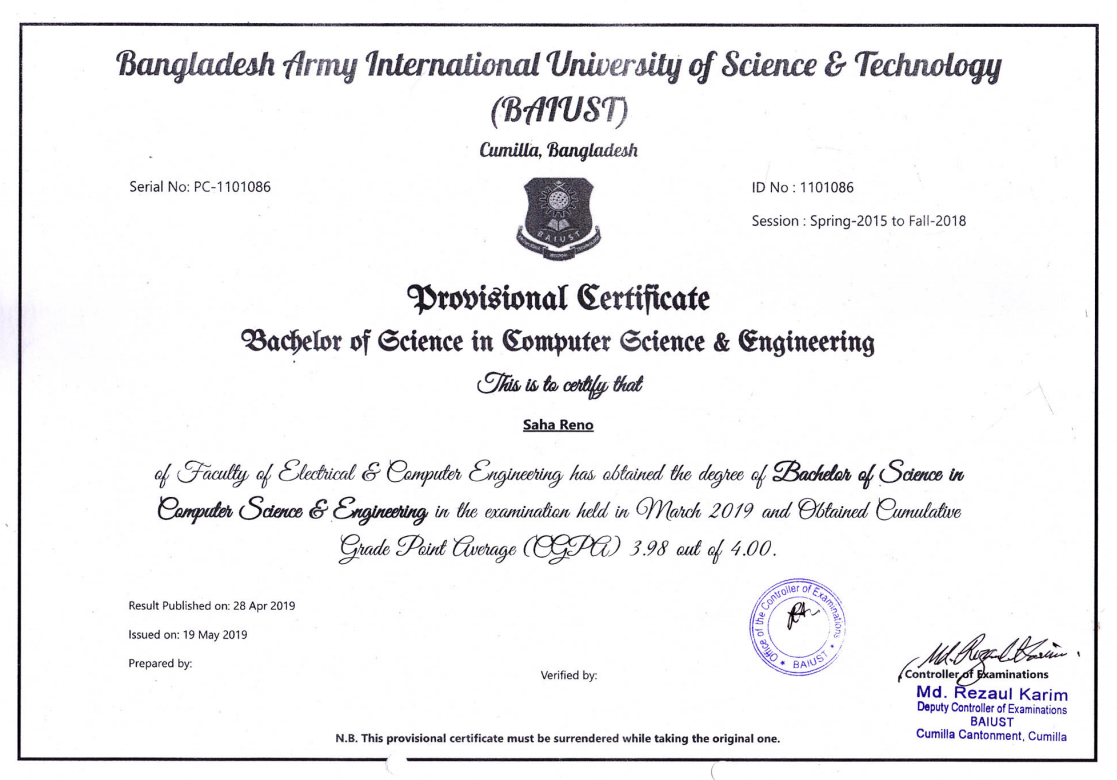 Bangladesh Army International University of Science & Technology
(BAIUST)
Cumilla, Bangladesh
Serial No: PC-1101086
ID No : 1101086
Session : Spring-2015 to Fall-2018
BAIUST
Provisional Certificate
Bachelor of Science in Computer Science & Engineering
This is to certify that
Saha Reno
of Faculty of Electrical & Computer Engineering has obtained the degree of Bachelor of Science in
Computer Science & Engineering in the examination held in March 2019 and Obtained Cumulative
Grade Point Average (CGPA) 3.98 out of 4.00.
Result Published on: 28 Apr 2019
Issued on: 19 May 2019
Prepared by:
Verified by:
Office of the Controller of Examinations
* BAIUST *
Md. Rezaul Karim
Controller of Examinations
Md. Rezaul Karim
Deputy Controller of Examinations
BAIUST
Cumilla Cantonment, Cumilla
N.B. This provisional certificate must be surrendered while taking the original one.